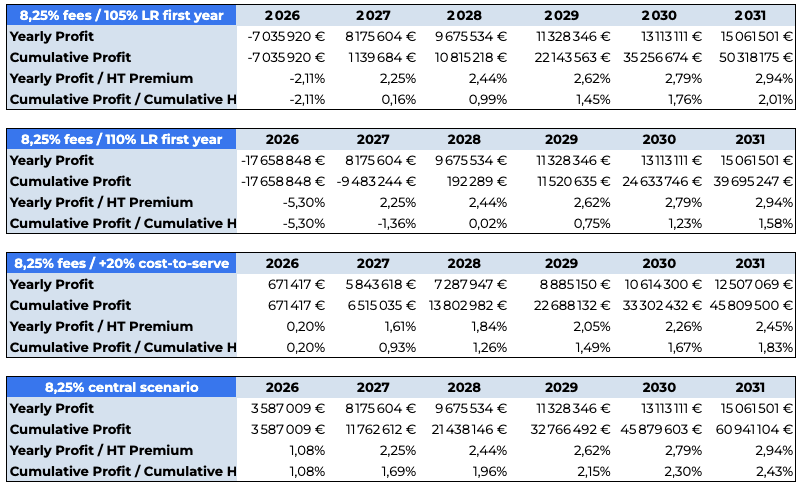 8,25% fees / 105% LR first year 2026 2027 2028 2029 2030 2031
Yearly Profit -7 035 920 € 8 175 604 € 9 675 534 € 11 328 346 € 13 113 111 € 15 061 501 €
Cumulative Profit -7 035 920 € 1 139 684 € 10 815 218 € 22 143 563 € 35 256 674 € 50 318 175 €
Yearly Profit / HT Premium -2,11% 2,25% 2,44% 2,62% 2,79% 2,94%
Cumulative Profit / Cumulative H -2,11% 0,16% 0,99% 1,45% 1,76% 2,01%
8,25% fees / 110% LR first year 2026 2027 2028 2029 2030 2031
Yearly Profit -17 658 848 € 8 175 604 € 9 675 534 € 11 328 346 € 13 113 111 € 15 061 501 €
Cumulative Profit -17 658 848 € -9 483 244 € 192 289 € 11 520 635 € 24 633 746 € 39 695 247 €
Yearly Profit / HT Premium -5,30% 2,25% 2,44% 2,62% 2,79% 2,94%
Cumulative Profit / Cumulative H -5,30% -1,36% 0,02% 0,75% 1,23% 1,58%
8,25% fees / +20% cost-to-serve 2026 2027 2028 2029 2030 2031
Yearly Profit 671 417 € 5 843 618 € 7 287 947 € 8 885 150 € 10 614 300 € 12 507 069 €
Cumulative Profit 671 417 € 6 515 035 € 13 802 982 € 22 688 132 € 33 302 432 € 45 809 500 €
Yearly Profit / HT Premium 0,20% 1,61% 1,84% 2,05% 2,26% 2,45%
Cumulative Profit / Cumulative H 0,20% 0,93% 1,26% 1,49% 1,67% 1,83%
8,25% central scenario 2026 2027 2028 2029 2030 2031
Yearly Profit 3 587 009 € 8 175 604 € 9 675 534 € 11 328 346 € 13 113 111 € 15 061 501 €
Cumulative Profit 3 587 009 € 11 762 612 € 21 438 146 € 32 766 492 € 45 879 603 € 60 941 104 €
Yearly Profit / HT Premium 1,08% 2,25% 2,44% 2,62% 2,79% 2,94%
Cumulative Profit / Cumulative H 1,08% 1,69% 1,96% 2,15% 2,30% 2,43%